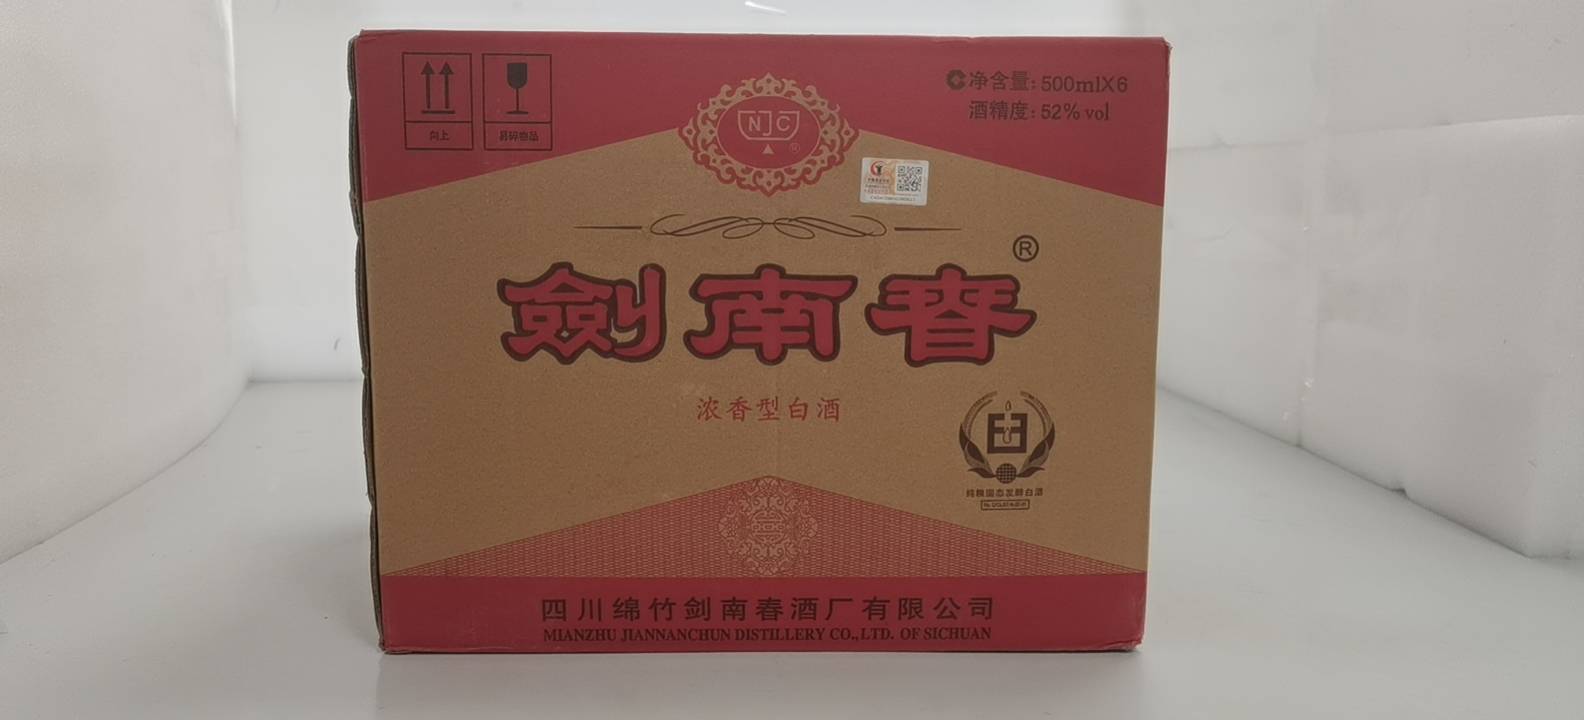 向上
易碎物品
NJC
®
净含量: 500mlX6
酒精度: 52% vol
®
劍南春
浓香型白酒
纯粮固态发酵白酒
四川绵竹剑南春酒厂有限公司
MIANZHU JIANNANCHUN DISTILLERY CO., LTD. OF SICHUAN